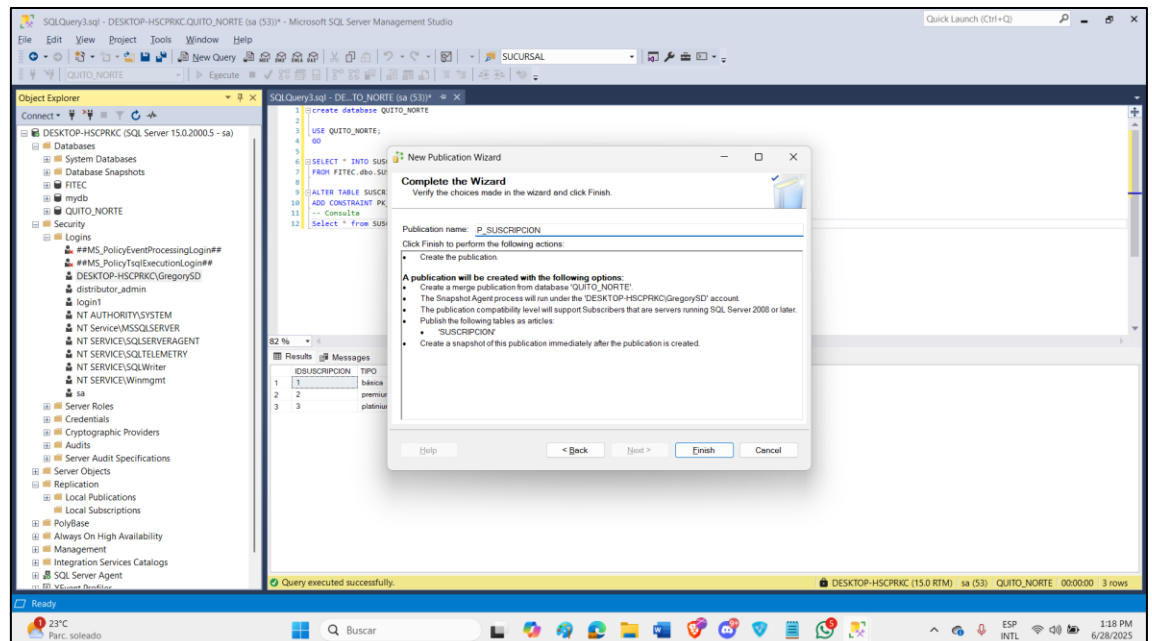 SQLQuery3.sql - DESKTOP-HSCPRKC.QUITO_NORTE (sa (53))* - Microsoft SQL Server Management Studio
Quick Launch (Ctrl+Q)
File Edit View Project Tools Window Help
New Query
SUCURSAL
QUITO_NORTE
Execute
Object Explorer
Connect
DESKTOP-HSCPRKC (SQL Server 15.0.2000.5 - sa)
Databases
System Databases
Database Snapshots
FITEC
mydb
QUITO_NORTE
Security
Logins
##MS_PolicyEventProcessingLogin##
##MS_PolicyTsqlExecutionLogin##
DESKTOP-HSCPRKC\GregorySD
distributor_admin
login1
NT AUTHORITY\SYSTEM
NT Service\MSSQLSERVER
NT SERVICE\SQLSERVERAGENT
NT SERVICE\SQLTELEMETRY
NT SERVICE\SQLWriter
NT SERVICE\Winmgmt
sa
Server Roles
Credentials
Cryptographic Providers
Audits
Server Audit Specifications
Server Objects
Replication
Local Publications
Local Subscriptions
PolyBase
Always On High Availability
Management
Integration Services Catalogs
SQL Server Agent
XEvent Profiler
SQLQuery3.sql - DE...TO_NORTE (sa (53))*
1 create database QUITO_NORTE
2
3 USE QUITO_NORTE;
4 GO
5
6 SELECT * INTO SUS
7 FROM FITEC.dbo.SU
8
9 ALTER TABLE SUSCR
10 ADD CONSTRAINT PK
11 -- Consulta
12 Select * from SUS
82 %
Results Messages
IDSUSCRIPCION TIPO
1 1 básica
2 2 premiu
3 3 platiniu
New Publication Wizard
Complete the Wizard
Verify the choices made in the wizard and click Finish.
Publication name: P_SUSCRIPCION
Click Finish to perform the following actions:
• Create the publication.
A publication will be created with the following options:
• Create a merge publication from database 'QUITO_NORTE'.
• The Snapshot Agent process will run under the 'DESKTOP-HSCPRKC\GregorySD' account.
• The publication compatibility level will support Subscribers that are servers running SQL Server 2008 or later.
• Publish the following tables as articles:
• 'SUSCRIPCION'
• Create a snapshot of this publication immediately after the publication is created.
Help < Back Next > Finish Cancel
Query executed successfully.
DESKTOP-HSCPRKC (15.0 RTM) sa (53) QUITO_NORTE 00:00:00 3 rows
Ready
1
23°C
Parc. soleado
Buscar
ESP
INTL
1:18 PM
6/28/2025